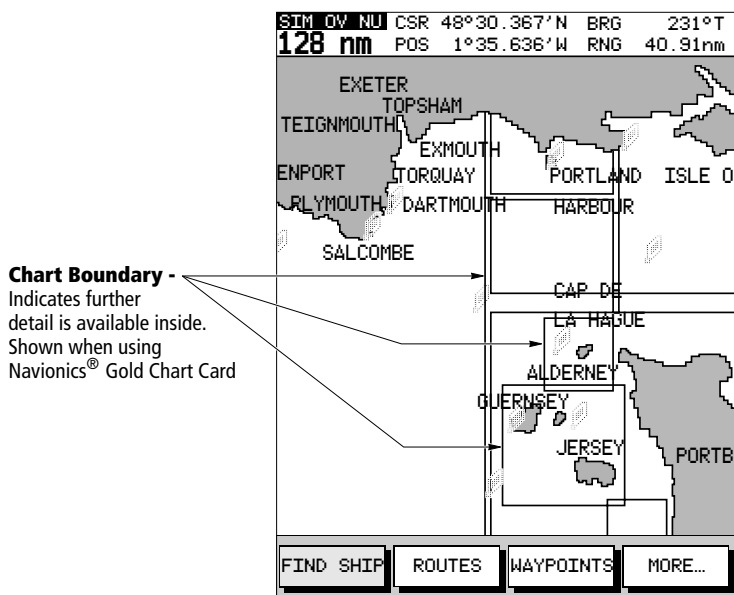 SIM OV NU CSR 48°30.367'N BRG 231°T
128 nm POS 1°35.636'W RNG 40.91nm
EXETER
TOPSHAM
TEIGNMOUTH
EXMOUTH
ENPORT TORQUAY PORTLAND ISLE O
PLYMOUTH DARTMOUTH HARBOUR
SALCOMBE
Chart Boundary -
Indicates further
detail is available inside.
Shown when using
Navionics® Gold Chart Card
CAP DE
LA HAGUE
ALDERNEY
GUERNSEY
JERSEY
PORTB
FIND SHIP ROUTES WAYPOINTS MORE...